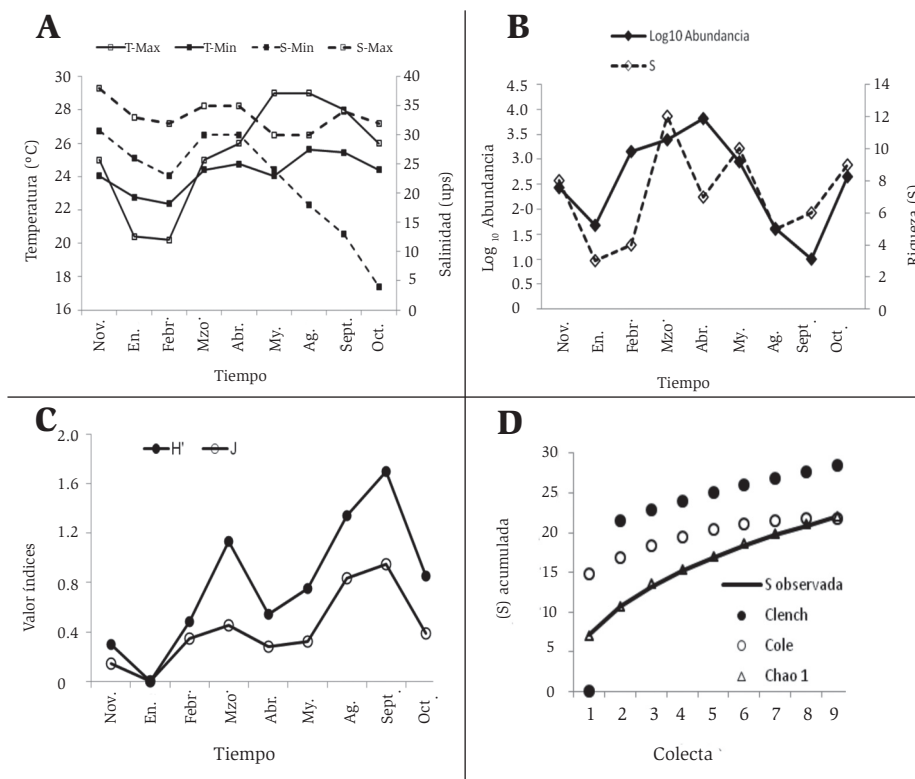 A
T-Max T-Min S-Min S-Max
Temperatura (°C)
30
28
26
24
22
20
18
16
40
35
30
25
20
15
10
5
0
Salinidad (ups)
Nov. En. Febr. Mzo. Abr. My. Ag. Sept. Oct.
Tiempo
B
Log10 Abundancia
S
Log 10 Abundancia
4.5
4.0
3.5
3.0
2.5
2-0
1.5
1.0
0.5
0
14
12
10
8
6
4
2
0
Riqueza (S)
Nov. En. Febr. Mzo. Abr. My. Ag. Sept. Oct.
Tiempo
C
H' J
Valor índices
2.0
1.6
1.2
0.8
0.4
0
Nov. En. Febr. Mzo. Abr. My. Ag. Sept. Oct.
Tiempo
D
(S) acumulada
30
25
20
15
10
5
0
S observada
Clench
Cole
Chao 1
1 2 3 4 5 6 7 8 9
Colecta